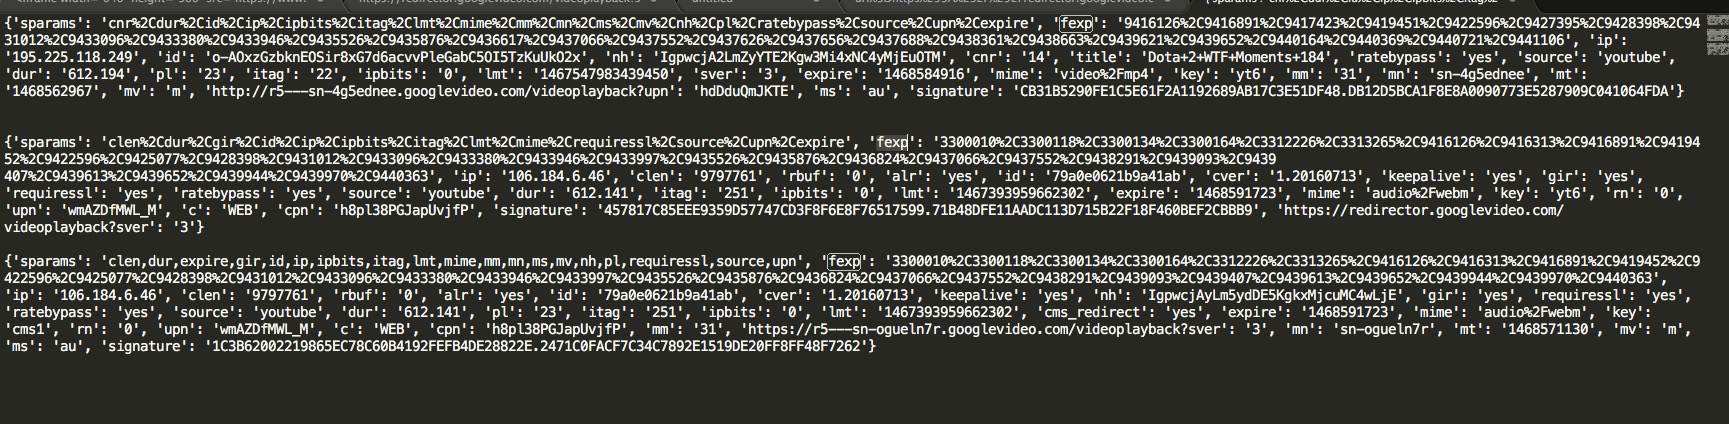 {'sparams': 'cnr%2Cdur%2Cid%2Cip%2Cipbits%2Citag%2Clmt%2Cmime%2Cmm%2Cmn%2Cms%2Cmv%2Cnh%2Cpl%2Cratebypass%2Csource%2Cupn%2Cexpire', 'fexp': '9416126%2C9416891%2C9417423%2C9419451%2C9422596%2C9427395%2C9428398%2C9
431012%2C9433096%2C9433380%2C9433946%2C9435526%2C9435876%2C9436617%2C9437066%2C9437552%2C9437626%2C9437656%2C9437688%2C9438361%2C9438663%2C9439621%2C9439652%2C9440164%2C9440369%2C9440721%2C9441106', 'ip':
'195.225.118.249', 'id': 'o-AOxzGzbknEOSir8xG7d6acvvPleGabC5OI5TzKuUkO2x', 'nh': 'IgpwcjA2LmZyYTE2Kgw3Mi4xNC4yMjEuOTM', 'cnr': '14', 'title': 'Dota+2+WTF+Moments+184', 'ratebypass': 'yes', 'source': 'youtube',
'dur': '612.194', 'pl': '23', 'itag': '22', 'ipbits': '0', 'lmt': '1467547983439450', 'sver': '3', 'expire': '1468584916', 'mime': 'video%2Fmp4', 'key': 'yt6', 'mm': '31', 'mn': 'sn-4g5ednee', 'mt':
'1468562967', 'mv': 'm', 'http://r5---sn-4g5ednee.googlevideo.com/videoplayback?upn': 'hdDduQmJKTE', 'ms': 'au', 'signature': 'CB31B5290FE1C5E61F2A1192689AB17C3E51DF48.DB12D5BCA1F8E8A0090773E5287909C041064FDA'}
{'sparams': 'clen%2Cdur%2Cgir%2Cid%2Cip%2Cipbits%2Citag%2Clmt%2Cmime%2Crequiressl%2Csource%2Cupn%2Cexpire', 'fexp': '3300010%2C3300118%2C3300134%2C3300164%2C3312226%2C3313265%2C9416126%2C9416313%2C9416891%2C94194
52%2C9422596%2C9425077%2C9428398%2C9431012%2C9433096%2C9433380%2C9433946%2C9433997%2C9435526%2C9435876%2C9436824%2C9437066%2C9437552%2C9438291%2C9439093%2C9439
407%2C9439613%2C9439652%2C9439944%2C9439970%2C9440363', 'ip': '106.184.6.46', 'clen': '9797761', 'rbuf': '0', 'alr': 'yes', 'id': '79a0e0621b9a41ab', 'cver': '1.20160713', 'keepalive': 'yes', 'gir': 'yes',
'requiressl': 'yes', 'ratebypass': 'yes', 'source': 'youtube', 'dur': '612.141', 'itag': '251', 'ipbits': '0', 'lmt': '1467393959662302', 'expire': '1468591723', 'mime': 'audio%2Fwebm', 'key': 'yt6', 'rn': '0',
'upn': 'wmAZDfMWL_M', 'c': 'WEB', 'cpn': 'h8pl38PGJapUvjfP', 'signature': '457817C85EEE9359D57747CD3F8F6E8F76517599.71B48DFE11AADC113D715B22F18F460BEF2CBBB9', 'https://redirector.googlevideo.com/
videoplayback?sver': '3'}
{'sparams': 'clen,dur,expire,gir,id,ip,ipbits,itag,lmt,mime,mm,mn,ms,mv,nh,pl,requiressl,source,upn', 'fexp': '3300010%2C3300118%2C3300134%2C3300164%2C3312226%2C3313265%2C9416126%2C9416313%2C9416891%2C9419452%2C9
422596%2C9425077%2C9428398%2C9431012%2C9433096%2C9433380%2C9433946%2C9433997%2C9435526%2C9435876%2C9436824%2C9437066%2C9437552%2C9438291%2C9439093%2C9439407%2C9439613%2C9439652%2C9439944%2C9439970%2C9440363',
'ip': '106.184.6.46', 'clen': '9797761', 'rbuf': '0', 'alr': 'yes', 'id': '79a0e0621b9a41ab', 'cver': '1.20160713', 'keepalive': 'yes', 'nh': 'IgpwcjAyLm5ydDE5KgkxMjcuMC4wLjE', 'gir': 'yes', 'requiressl': 'yes',
'ratebypass': 'yes', 'source': 'youtube', 'dur': '612.141', 'pl': '23', 'itag': '251', 'ipbits': '0', 'lmt': '1467393959662302', 'cms_redirect': 'yes', 'expire': '1468591723', 'mime': 'audio%2Fwebm', 'key':
'cms1', 'rn': '0', 'upn': 'wmAZDfMWL_M', 'c': 'WEB', 'cpn': 'h8pl38PGJapUvjfP', 'mm': '31', 'https://r5---sn-ogueln7r.googlevideo.com/videoplayback?sver': '3', 'mn': 'sn-ogueln7r', 'mt': '1468571130', 'mv': 'm',
'ms': 'au', 'signature': '1C3B62002219865EC78C60B4192FEFB4DE28822E.2471C0FACF7C34C7892E1519DE20FF8FF48F7262'}